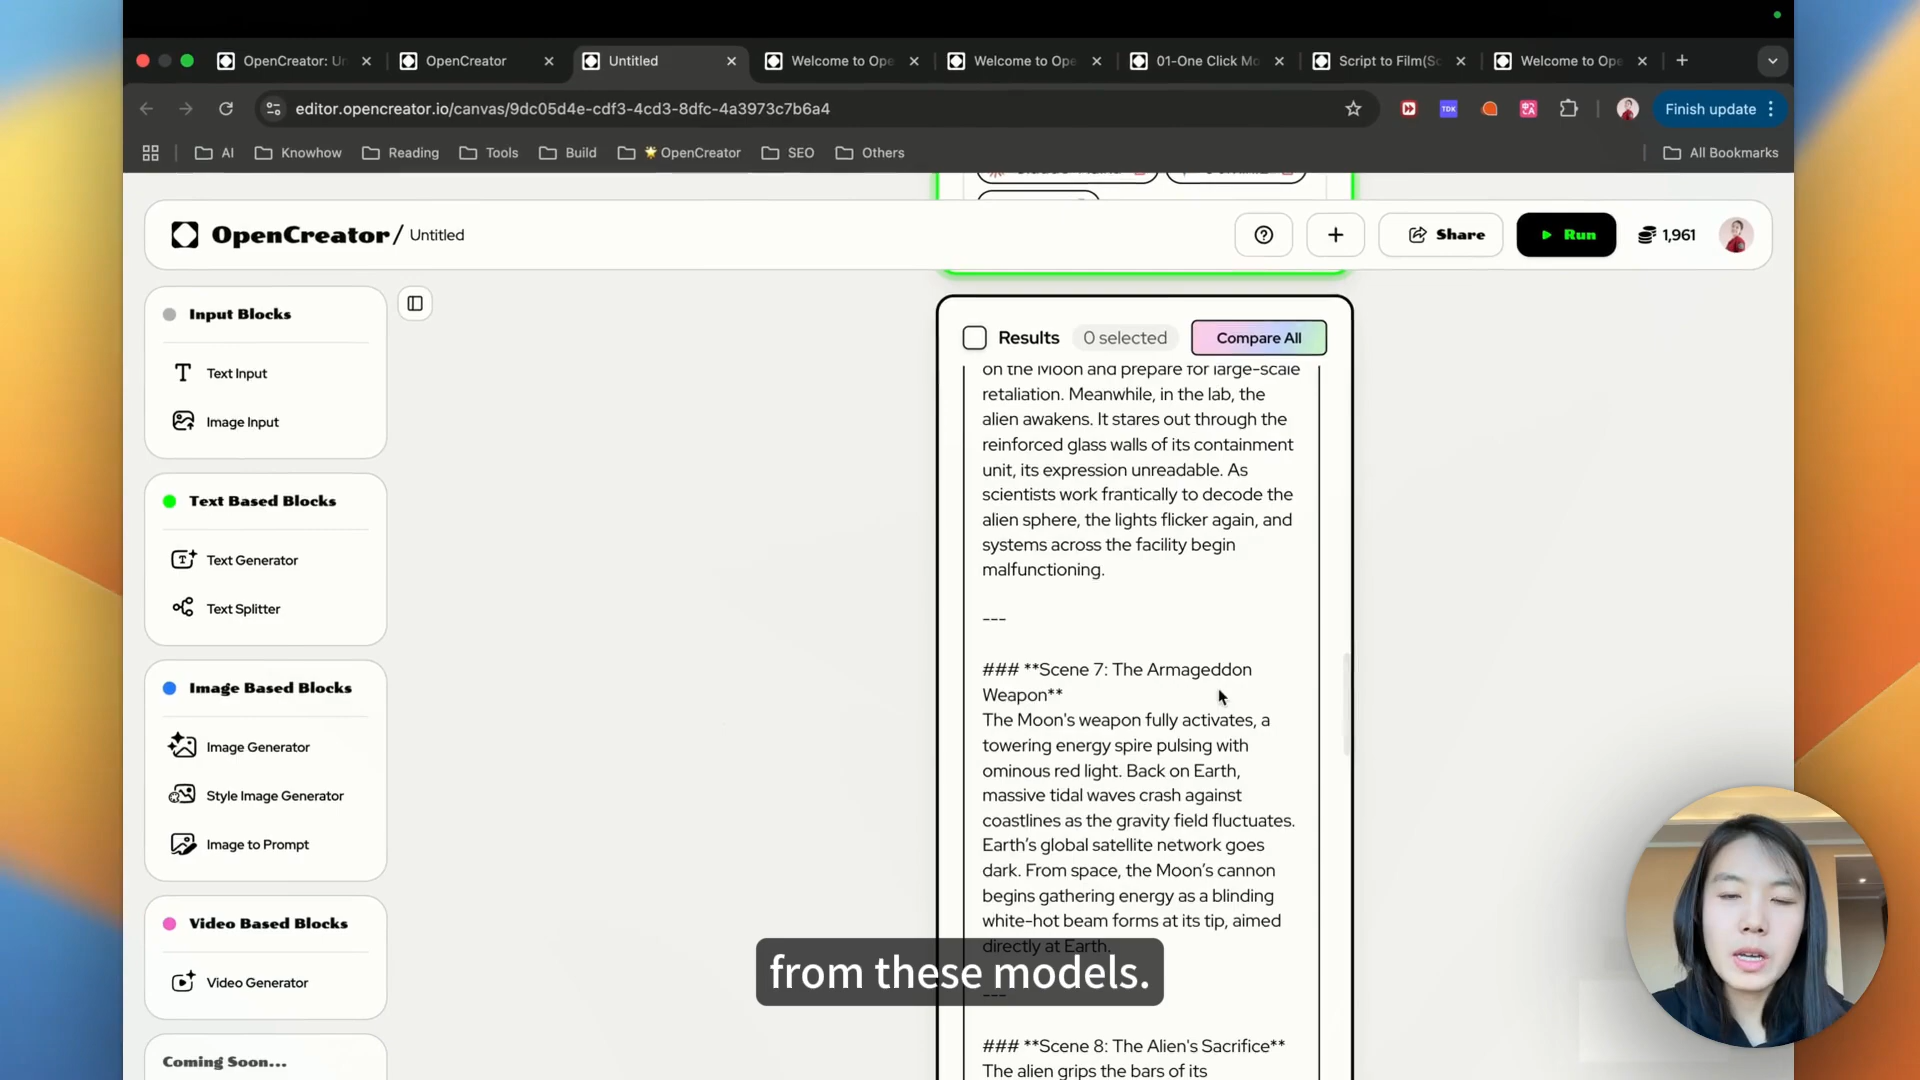 OpenCreator: Un
OpenCreator
Untitled
Welcome to Ope
Welcome to Ope
01-One Click Mo
Script to Film(Sc
Welcome to Ope
editor.opencreator.io/canvas/9dc05d4e-cdf3-4cd3-8dfc-4a3973c7b6a4
TDK
Finish update
AI
Knowhow
Reading
Tools
Build
OpenCreator
SEO
Others
All Bookmarks
OpenCreator / Untitled
Share
Run
1,961
Input Blocks
Text Input
Image Input
Text Based Blocks
Text Generator
Text Splitter
Image Based Blocks
Image Generator
Style Image Generator
Image to Prompt
Video Based Blocks
Video Generator
Coming Soon...
Results
0 selected
Compare All
on the Moon and prepare for large-scale
retaliation. Meanwhile, in the lab, the
alien awakens. It stares out through the
reinforced glass walls of its containment
unit, its expression unreadable. As
scientists work frantically to decode the
alien sphere, the lights flicker again, and
systems across the facility begin
malfunctioning.
---
### **Scene 7: The Armageddon
Weapon**
The Moon's weapon fully activates, a
towering energy spire pulsing with
ominous red light. Back on Earth,
massive tidal waves crash against
coastlines as the gravity field fluctuates.
Earth's global satellite network goes
dark. From space, the Moon's cannon
begins gathering energy as a blinding
white-hot beam forms at its tip, aimed
directly at Earth.
from these models.
---
### **Scene 8: The Alien's Sacrifice**
The alien grips the bars of its